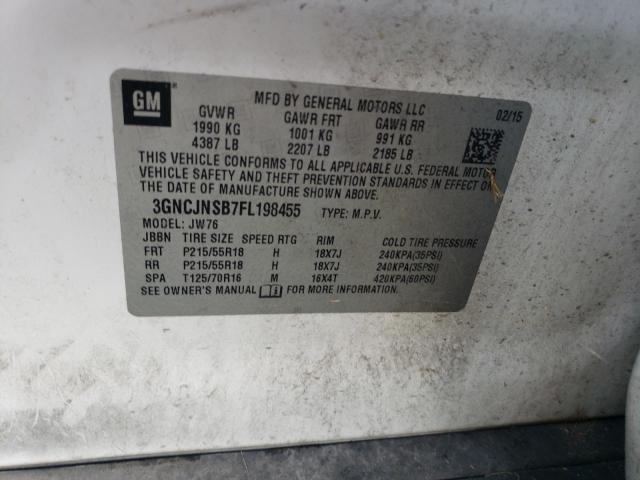 GM
MFD BY GENERAL MOTORS LLC 02/15
GVWR GAWR FRT GAWR RR
1990 KG 1001 KG 991 KG
4387 LB 2207 LB 2185 LB
THIS VEHICLE CONFORMS TO ALL APPLICABLE U.S. FEDERAL MOTOR
VEHICLE SAFETY AND THEFT PREVENTION STANDARDS IN EFFECT ON
THE DATE OF MANUFACTURE SHOWN ABOVE.
3GNCJNSB7FL198455 TYPE: M.P.V.
MODEL: JW76
JBBN TIRE SIZE SPEED RTG RIM COLD TIRE PRESSURE
FRT P215/55R18 H 18X7J 240KPA(35PSI)
RR P215/55R18 H 18X7J 240KPA(35PSI)
SPA T125/70R16 M 16X4T 420KPA(60PSI)
SEE OWNER'S MANUAL FOR MORE INFORMATION.